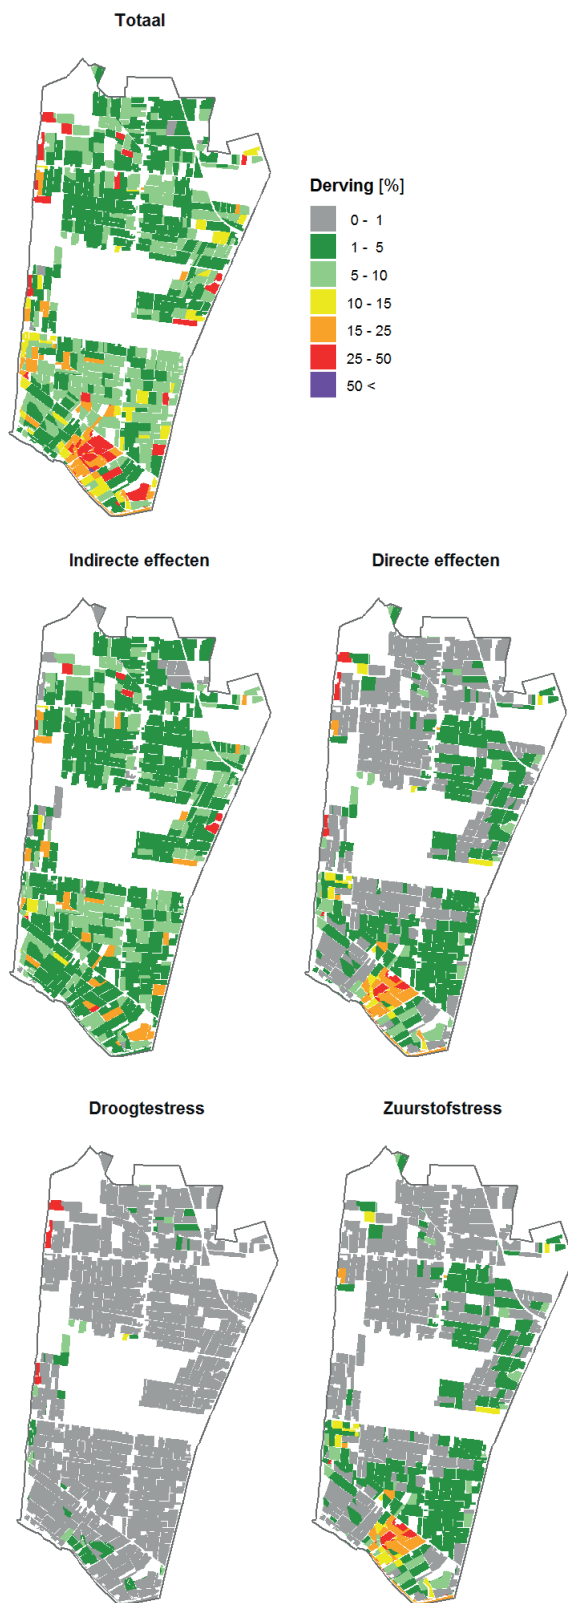 Totaal
Derving [%]
0 - 1
1 - 5
5 - 10
10 - 15
15 - 25
25 - 50
50 <
Indirecte effecten
Directe effecten
Droogtestress
Zuurstofstress